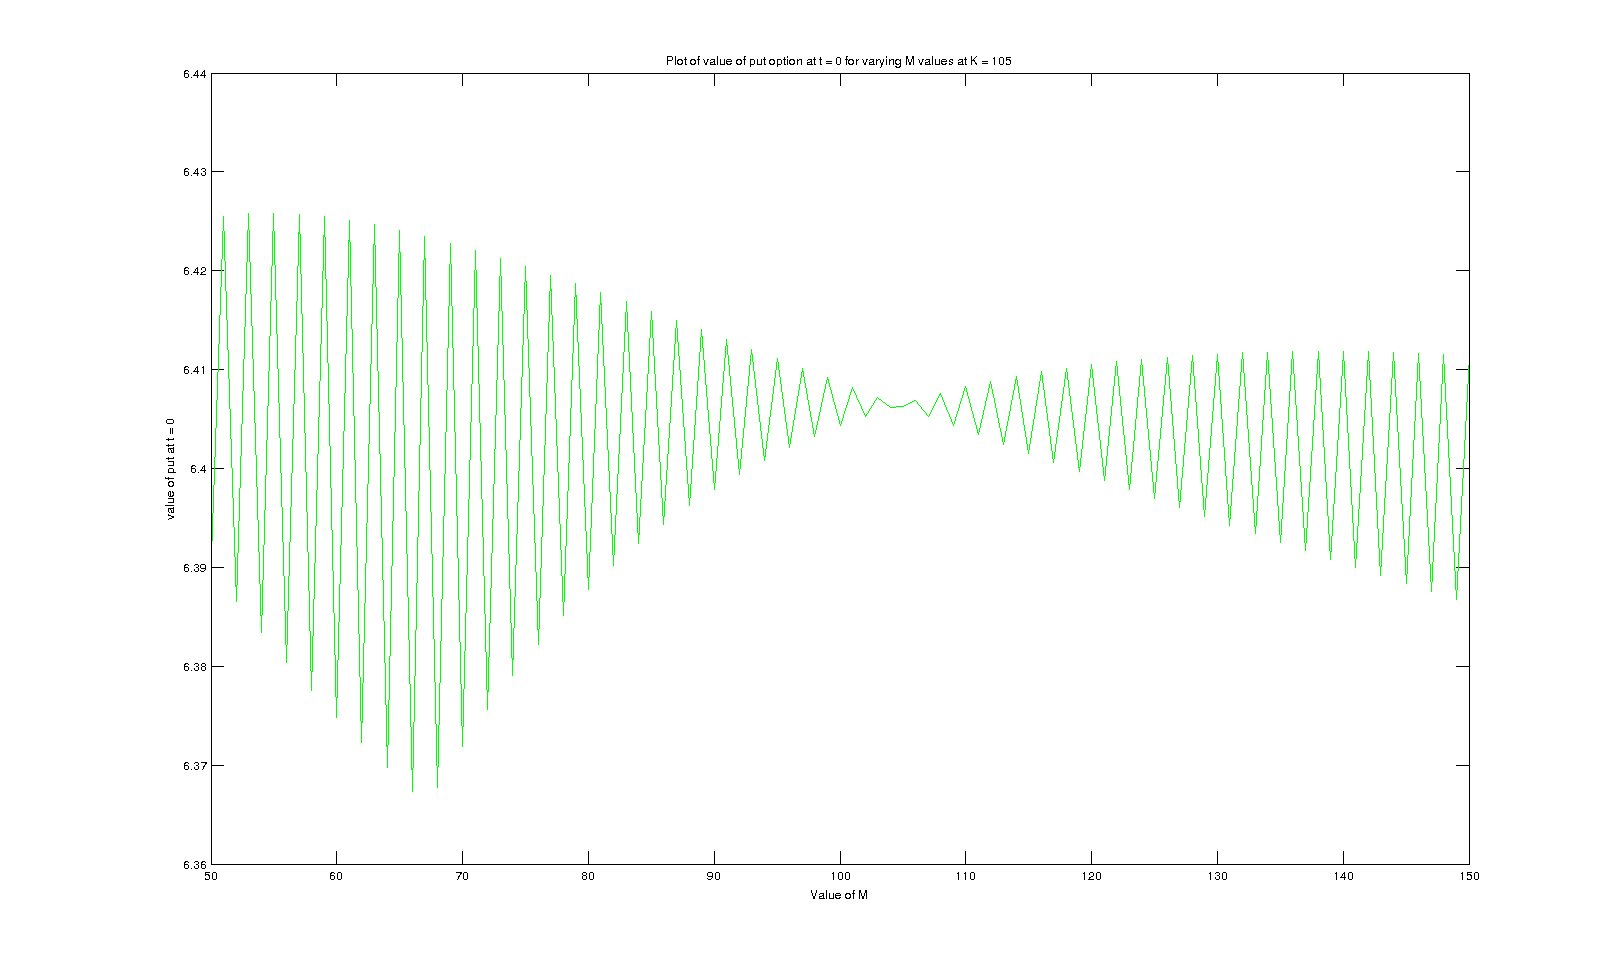 Plot of value of put option at t = 0 for varying M values at K = 105
6.44
6.43
6.42
6.41
6.4
6.39
6.38
6.37
6.36
value of put at t = 0
50 60 70 80 90 100 110 120 130 140 150
Value of M